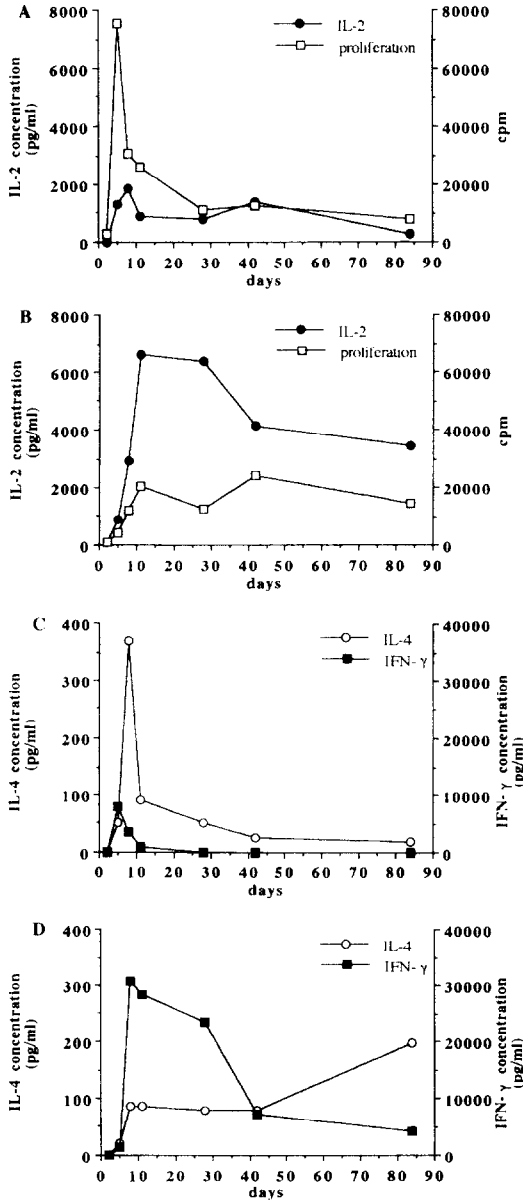 A
IL-2
proliferation
IL-2 concentration
(pg/ml)
8000
6000
4000
2000
0
80000
60000
40000
20000
0
cpm
0 10 20 30 40 50 60 70 80 90
days
B
IL-2
proliferation
IL-2 concentration
(pg/ml)
8000
6000
4000
2000
0
80000
60000
40000
20000
0
cpm
0 10 20 30 40 50 60 70 80 90
days
C
IL-4
IFN-γ
IL-4 concentration
(pg/ml)
400
300
200
100
0
40000
30000
20000
10000
0
IFN-γ concentration
(pg/ml)
0 10 20 30 40 50 60 70 80 90
days
D
IL-4
IFN-γ
IL-4 concentration
(pg/ml)
400
300
200
100
0
40000
30000
20000
10000
0
IFN-γ concentration
(pg/ml)
0 10 20 30 40 50 60 70 80 90
days